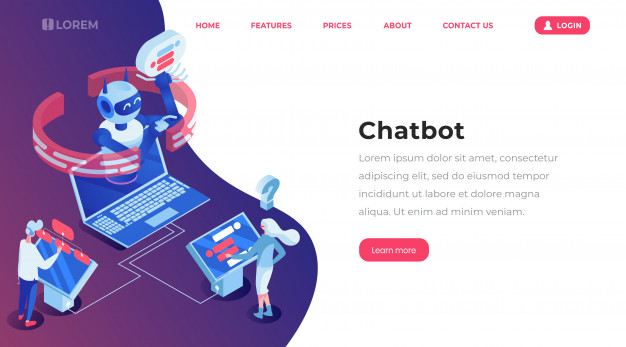 LOREM
HOME FEATURES PRICES ABOUT CONTACT US LOGIN
Chatbot
Lorem ipsum dolor sit amet, consectetur
adipiscing elit, sed do eiusmod tempor
incididunt ut labore et dolore magna
aliqua. Ut enim ad minim veniam.
Learn more
?